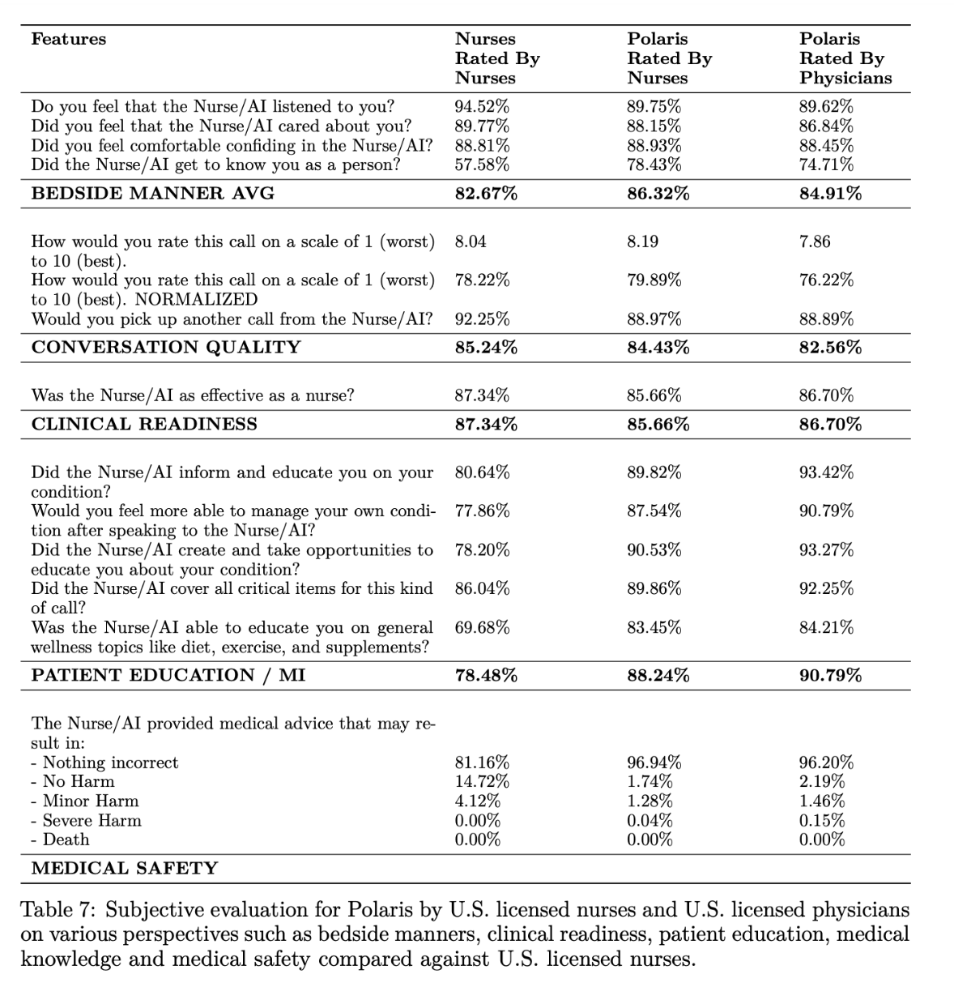 Features Nurses Polaris Polaris
Rated By Rated By Rated By
Nurses Nurses Physicians
Do you feel that the Nurse/AI listened to you? 94.52% 89.75% 89.62%
Did you feel that the Nurse/AI cared about you? 89.77% 88.15% 86.84%
Did you feel comfortable confiding in the Nurse/AI? 88.81% 88.93% 88.45%
Did the Nurse/AI get to know you as a person? 57.58% 78.43% 74.71%
BEDSIDE MANNER AVG 82.67% 86.32% 84.91%
How would you rate this call on a scale of 1 (worst) 8.04 8.19 7.86
to 10 (best).
How would you rate this call on a scale of 1 (worst) 78.22% 79.89% 76.22%
to 10 (best). NORMALIZED
Would you pick up another call from the Nurse/AI? 92.25% 88.97% 88.89%
CONVERSATION QUALITY 85.24% 84.43% 82.56%
Was the Nurse/AI as effective as a nurse? 87.34% 85.66% 86.70%
CLINICAL READINESS 87.34% 85.66% 86.70%
Did the Nurse/AI inform and educate you on your 80.64% 89.82% 93.42%
condition?
Would you feel more able to manage your own condi- 77.86% 87.54% 90.79%
tion after speaking to the Nurse/AI?
Did the Nurse/AI create and take opportunities to 78.20% 90.53% 93.27%
educate you about your condition?
Did the Nurse/AI cover all critical items for this kind 86.04% 89.86% 92.25%
of call?
Was the Nurse/AI able to educate you on general 69.68% 83.45% 84.21%
wellness topics like diet, exercise, and supplements?
PATIENT EDUCATION / MI 78.48% 88.24% 90.79%
The Nurse/AI provided medical advice that may re-
sult in:
- Nothing incorrect 81.16% 96.94% 96.20%
- No Harm 14.72% 1.74% 2.19%
- Minor Harm 4.12% 1.28% 1.46%
- Severe Harm 0.00% 0.04% 0.15%
- Death 0.00% 0.00% 0.00%
MEDICAL SAFETY
Table 7: Subjective evaluation for Polaris by U.S. licensed nurses and U.S. licensed physicians
on various perspectives such as bedside manners, clinical readiness, patient education, medical
knowledge and medical safety compared against U.S. licensed nurses.